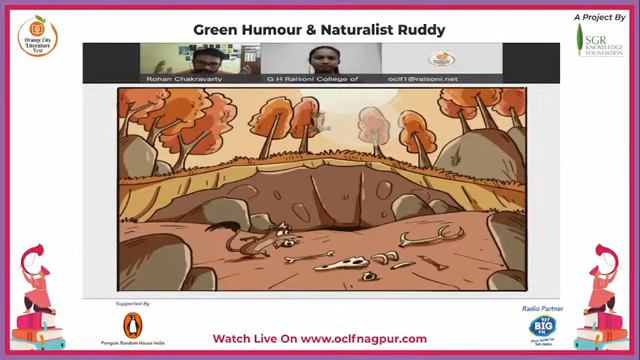 Green Humour & Naturalist Ruddy
A Project By
Orange City
Literature
Fest
SGR
KNOWLEDGE
FOUNDATION
Rohan Chakravarty
G H Raisoni College of
oclf1@raisoni.net
Supported By
Penguin Random House India
Radio Partner
BIG
FM
Watch Live On www.oclfnagpur.com